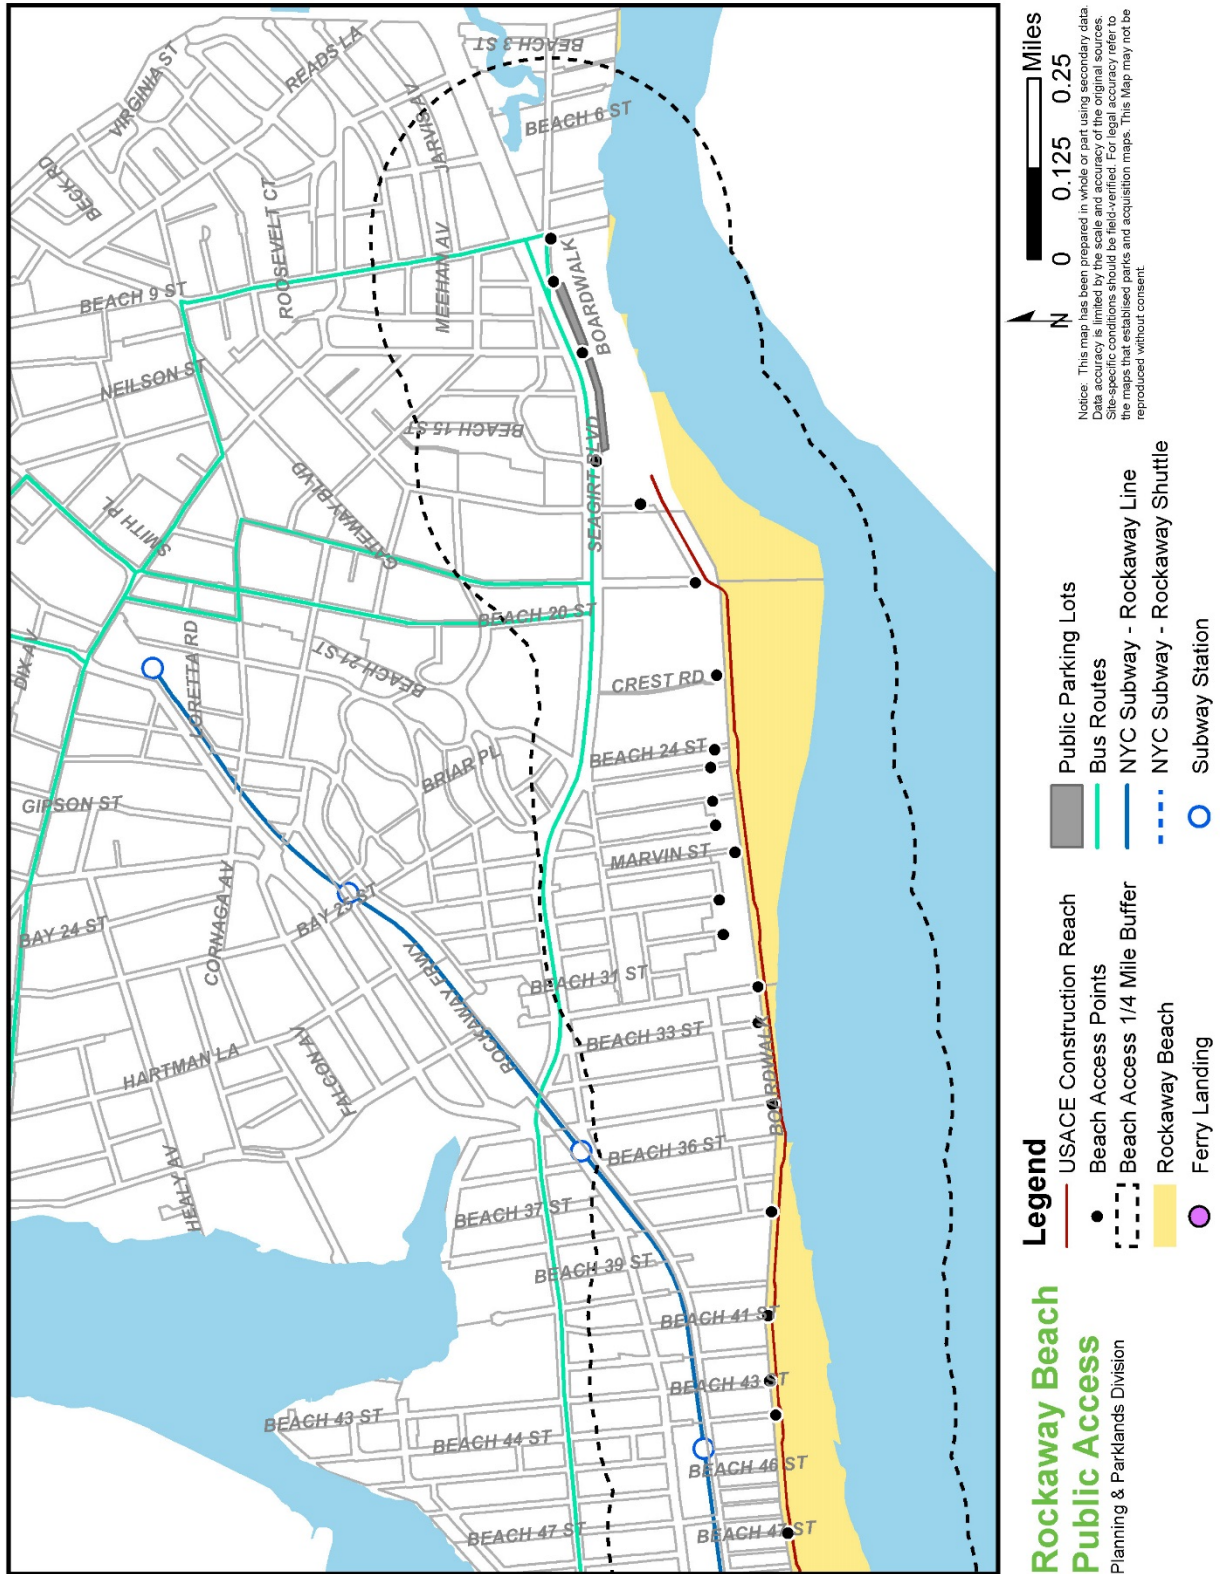 BEACH 3 ST
READS LA
VIRGINIA ST
BECK RD
JARVIS AV
BEACH 6 ST
ROOSEVELT CT
MEEHAN AV
BEACH 9 ST
BOARDWALK
NEILSON ST
BEACH 15 ST
SEAGIRT BLVD
GATEWAY BLVD
SMITH PL
BEACH 20 ST
DIX AV
LORETTA RD
BEACH 21 ST
CREST RD
BEACH 24 ST
BRIAR PL
GIPSON ST
MARVIN ST
BAY 24 ST
CORNAGA AV
BAY 25 ST
ROCKAWAY FRWY
BEACH 31 ST
BEACH 33 ST
BOARDWALK
HARTMAN LA
FALCON AV
HEALY AV
BEACH 36 ST
BEACH 37 ST
BEACH 39 ST
BEACH 41 ST
BEACH 43 ST
BEACH 43 ST
BEACH 44 ST
BEACH 46 ST
BEACH 47 ST
BEACH 47 ST
Rockaway Beach
Public Access
Planning & Parklands Division
Legend
USACE Construction Reach
Beach Access Points
Beach Access 1/4 Mile Buffer
Rockaway Beach
Ferry Landing
Public Parking Lots
Bus Routes
NYC Subway - Rockaway Line
NYC Subway - Rockaway Shuttle
Subway Station
N
0 0.125 0.25
Miles
Notice: This map has been prepared in whole or part using secondary data.
Data accuracy is limited by the scale and accuracy of the original sources.
Site-specific conditions should be field-verified. For legal accuracy refer to
the maps that establised parks and acquisition maps. This Map may not be
reproduced without consent.